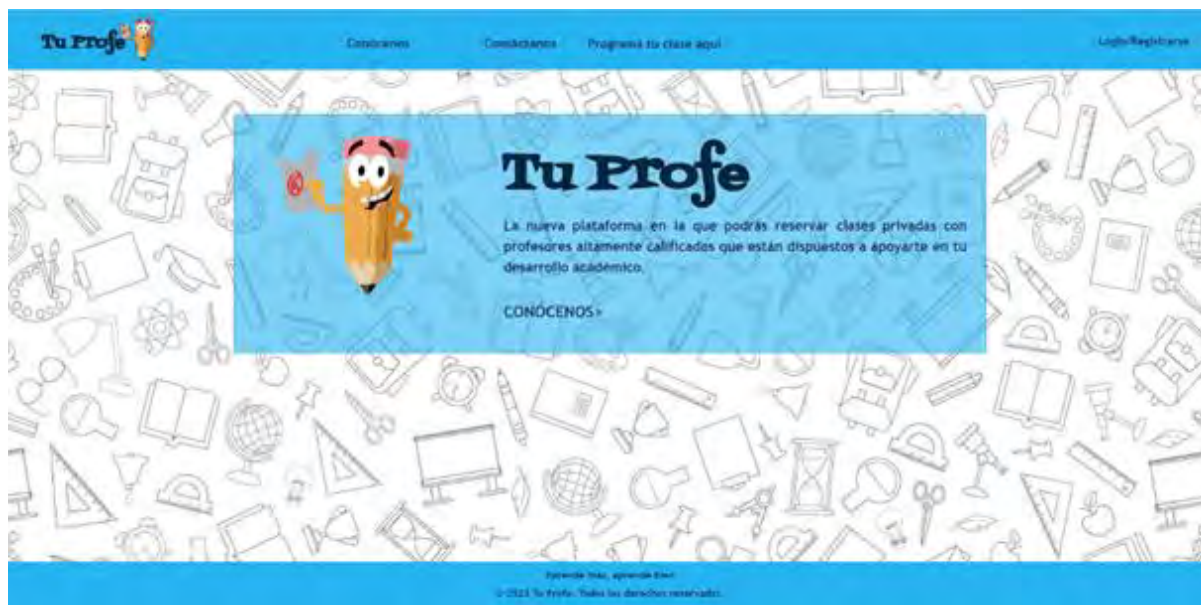 Tu Profe
Conócenos Contáctanos Programa tu clase aquí Login/Registrarse
Tu Profe
La nueva plataforma en la que podrás reservar clases privadas con
profesores altamente calificados que están dispuestos a apoyarte en tu
desarrollo académico.
CONÓCENOS>
Aprende más, aprende bien
© 2023 Tu Profe. Todos los derechos reservados.